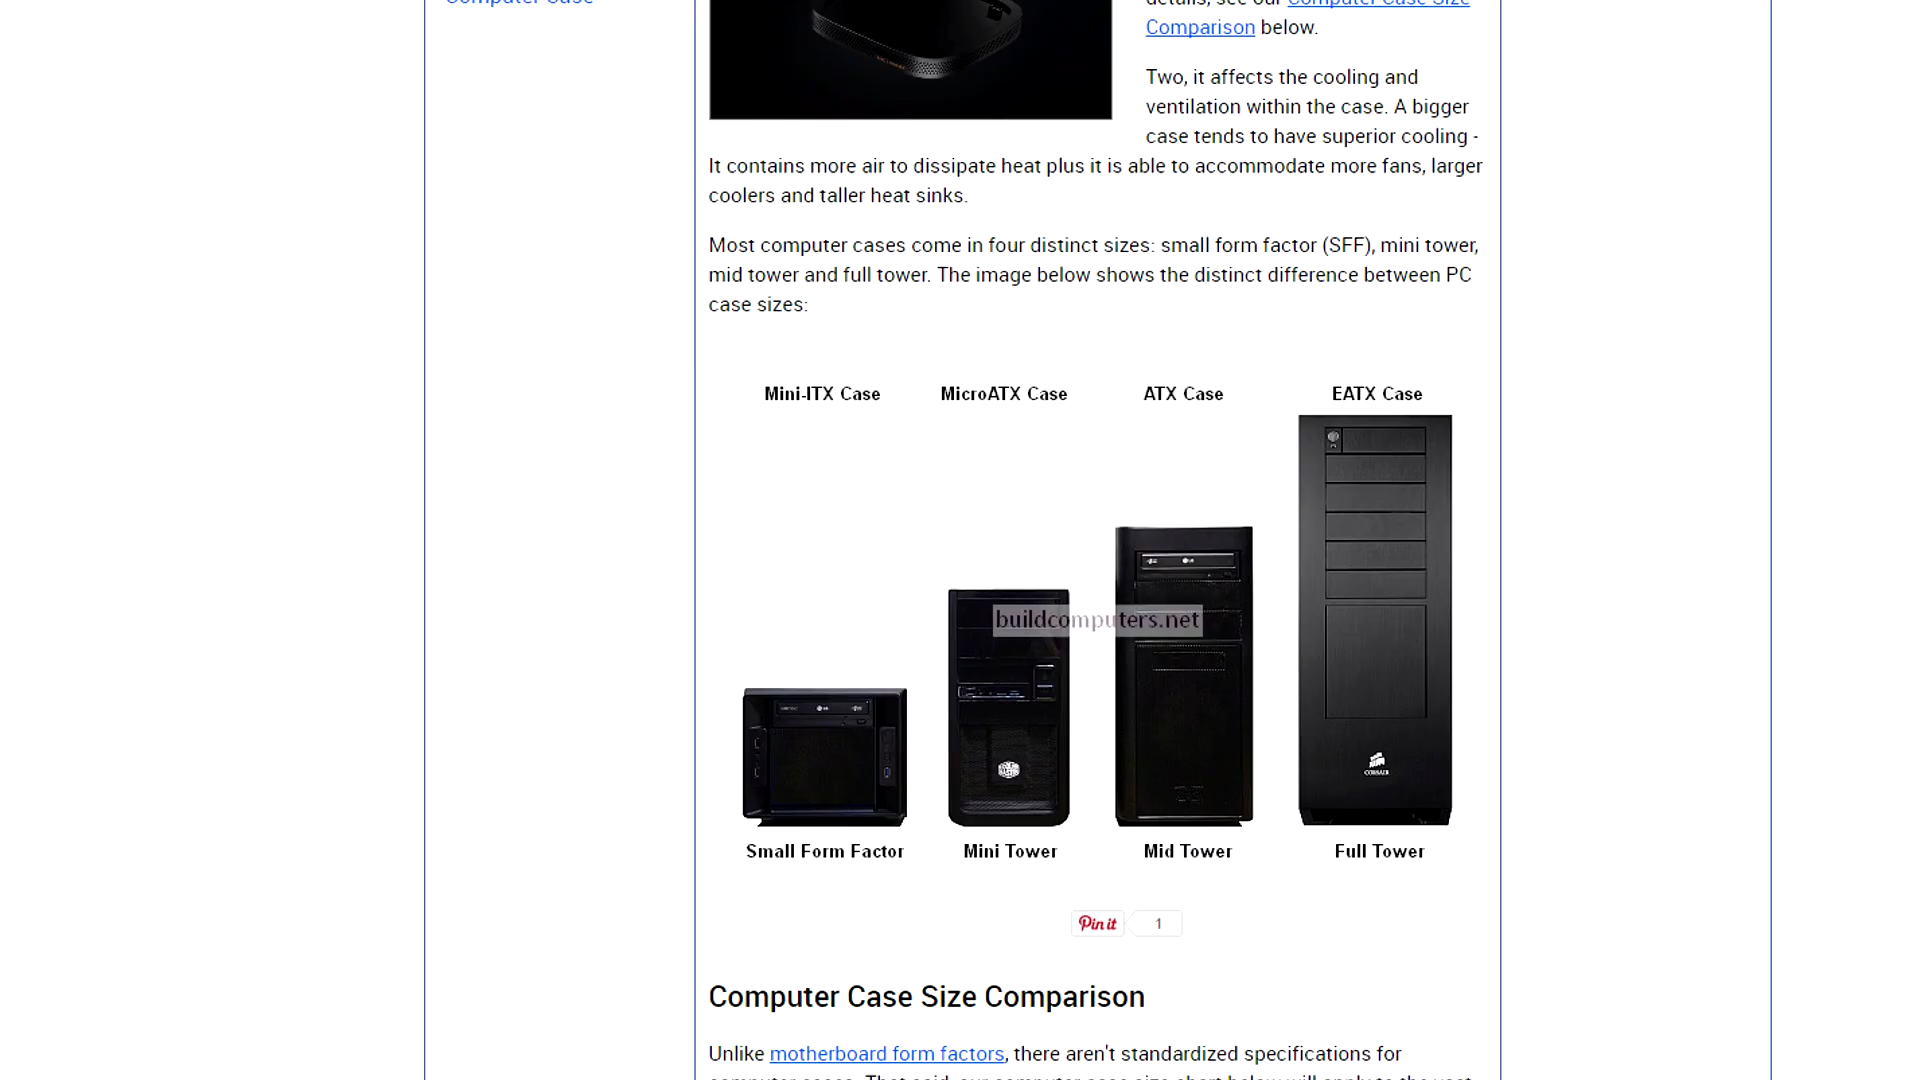 Comparison below.
Two, it affects the cooling and
ventilation within the case. A bigger
case tends to have superior cooling -
It contains more air to dissipate heat plus it is able to accommodate more fans, larger
coolers and taller heat sinks.
Most computer cases come in four distinct sizes: small form factor (SFF), mini tower,
mid tower and full tower. The image below shows the distinct difference between PC
case sizes:
Mini-ITX Case MicroATX Case ATX Case EATX Case
buildcomputers.net
CORSAIR
Small Form Factor Mini Tower Mid Tower Full Tower
Pin it 1
Computer Case Size Comparison
Unlike motherboard form factors, there aren't standardized specifications for